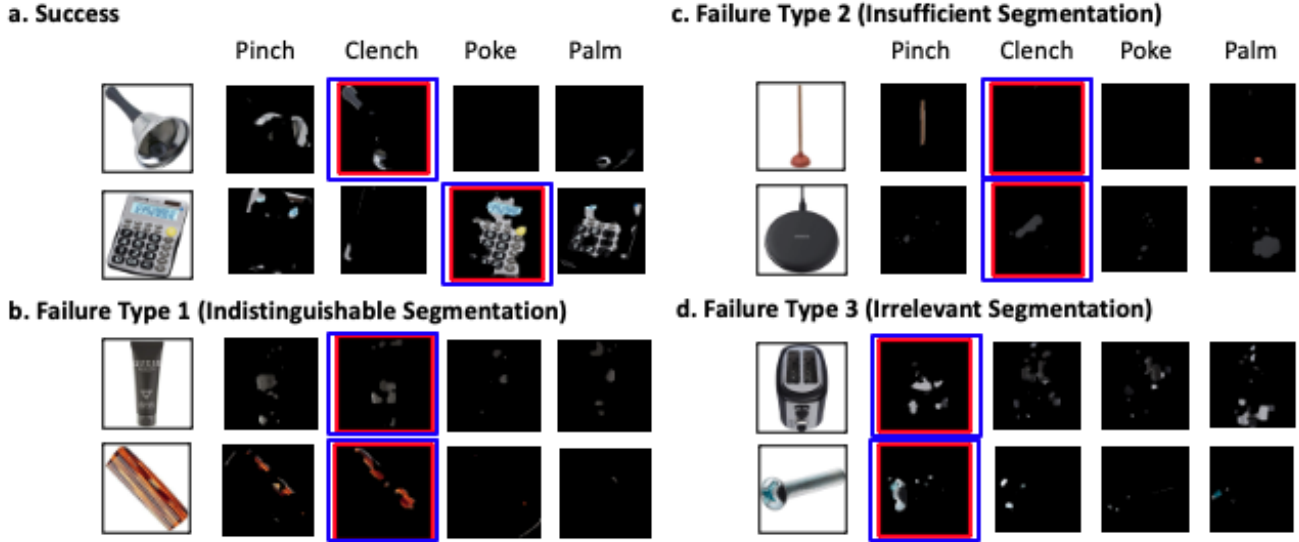 a. Success
Pinch Clench Poke Palm
b. Failure Type 1 (Indistinguishable Segmentation)
c. Failure Type 2 (Insufficient Segmentation)
Pinch Clench Poke Palm
d. Failure Type 3 (Irrelevant Segmentation)